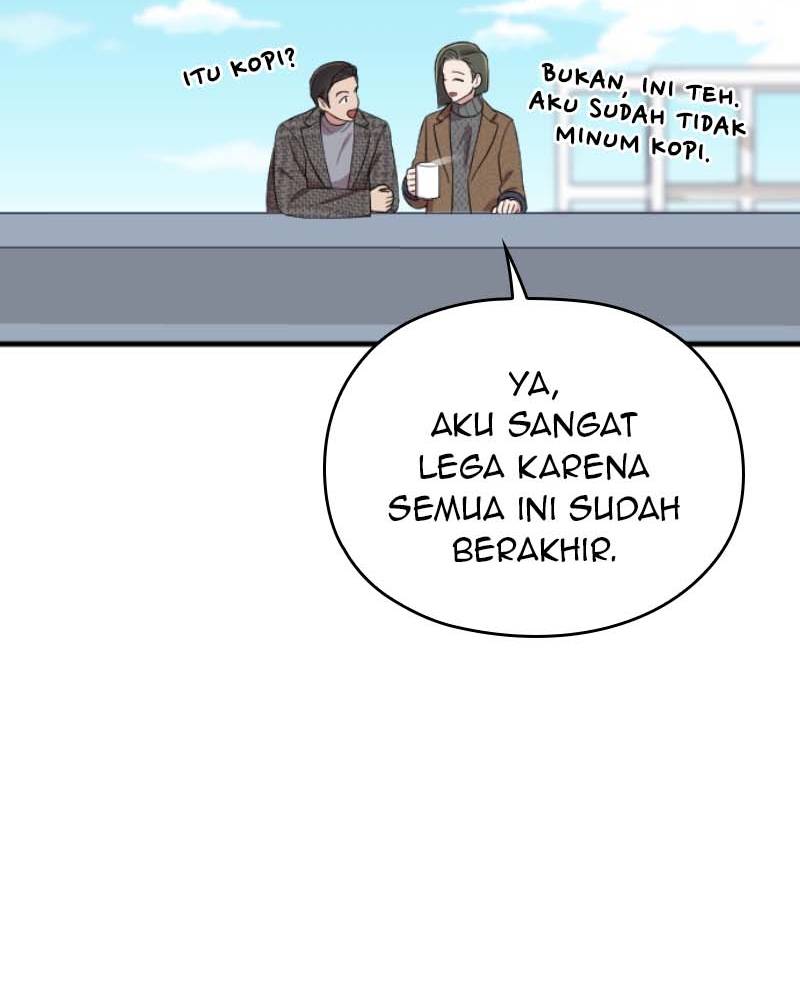 ITU KOPI?
BUKAN, INI TEH.
AKU SUDAH TIDAK
MINUM KOPI.
YA,
AKU SANGAT
LEGA KARENA
SEMUA INI SUDAH
BERAKHIR.